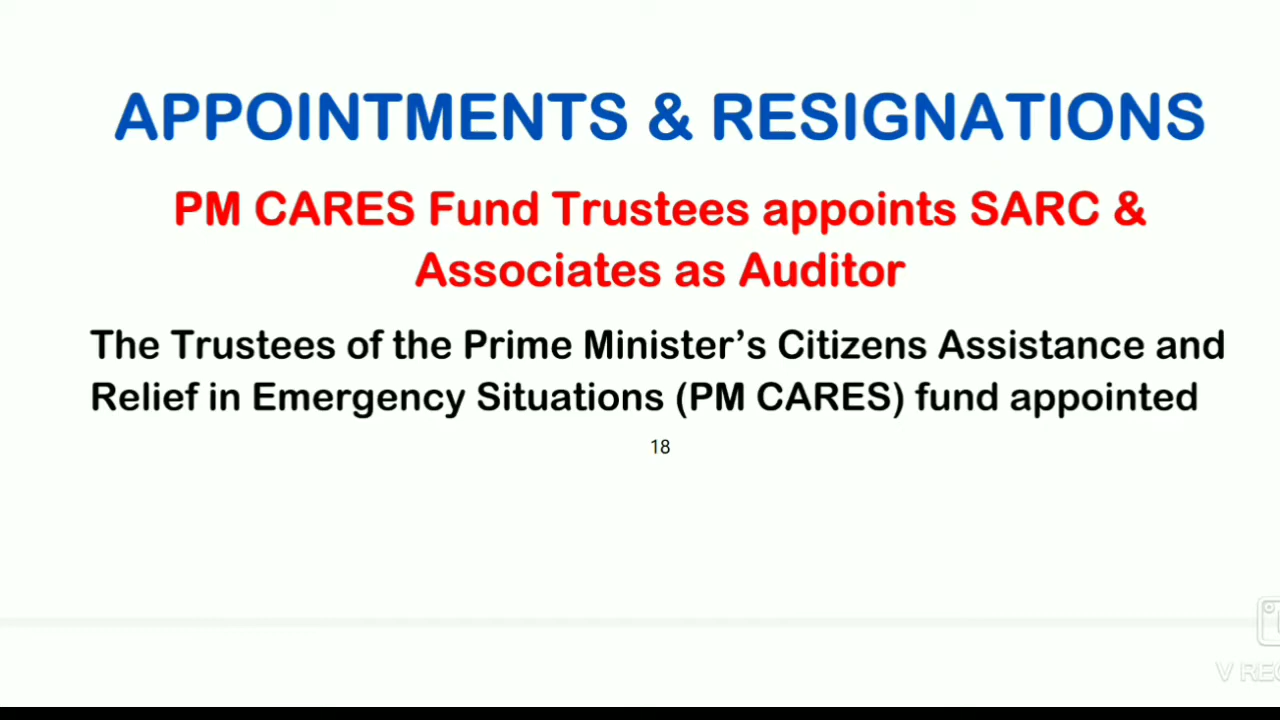 APPOINTMENTS & RESIGNATIONS
PM CARES Fund Trustees appoints SARC &
Associates as Auditor
The Trustees of the Prime Minister’s Citizens Assistance and
Relief in Emergency Situations (PM CARES) fund appointed
18
V REC